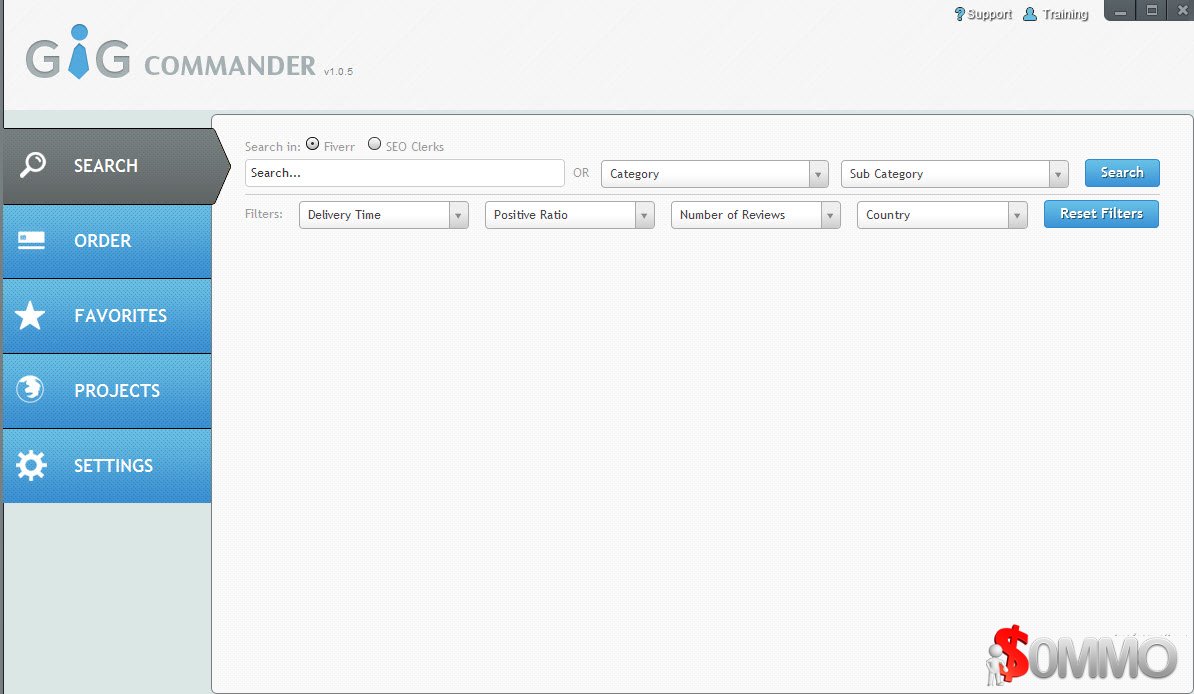 Support Training
GiG COMMANDER v1.0.5
Search in: Fiverr SEO Clerks
Search... OR Category Sub Category Search
Filters: Delivery Time Positive Ratio Number of Reviews Country Reset Filters
SEARCH
ORDER
FAVORITES
PROJECTS
SETTINGS
$OMMO